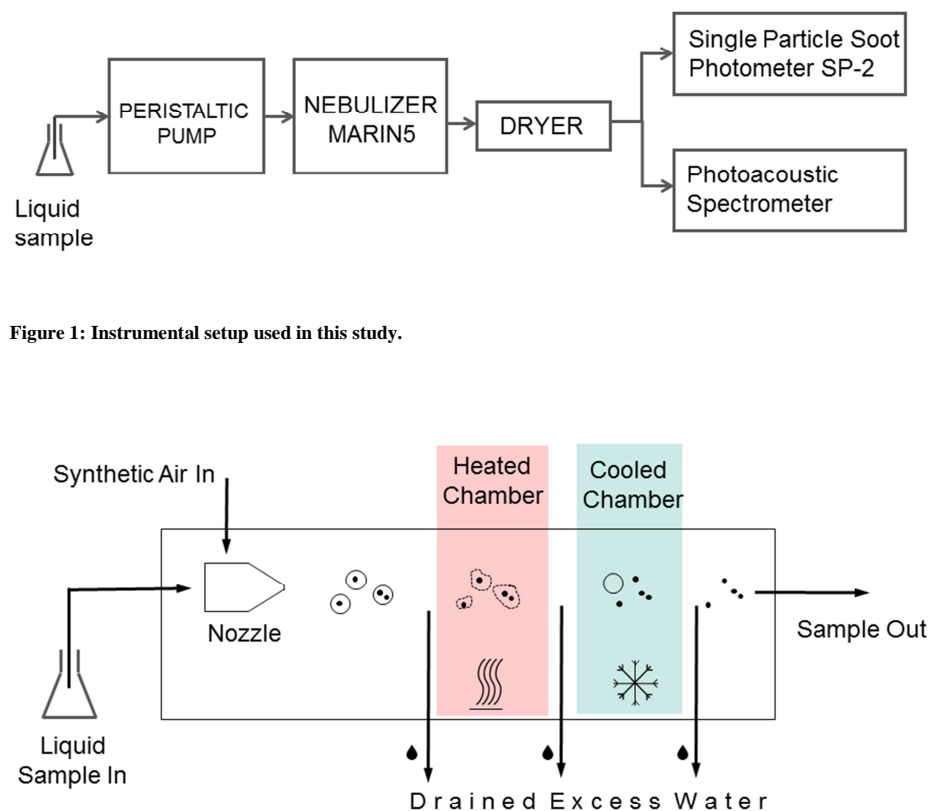 Single Particle Soot
Photometer SP-2
PERISTALTIC
PUMP
NEBULIZER
MARIN5
DRYER
Photoacoustic
Spectrometer
Liquid
sample
Figure 1: Instrumental setup used in this study.
Synthetic Air In
Heated
Chamber
Cooled
Chamber
Nozzle
Sample Out
Liquid
Sample In
Drained Excess Water